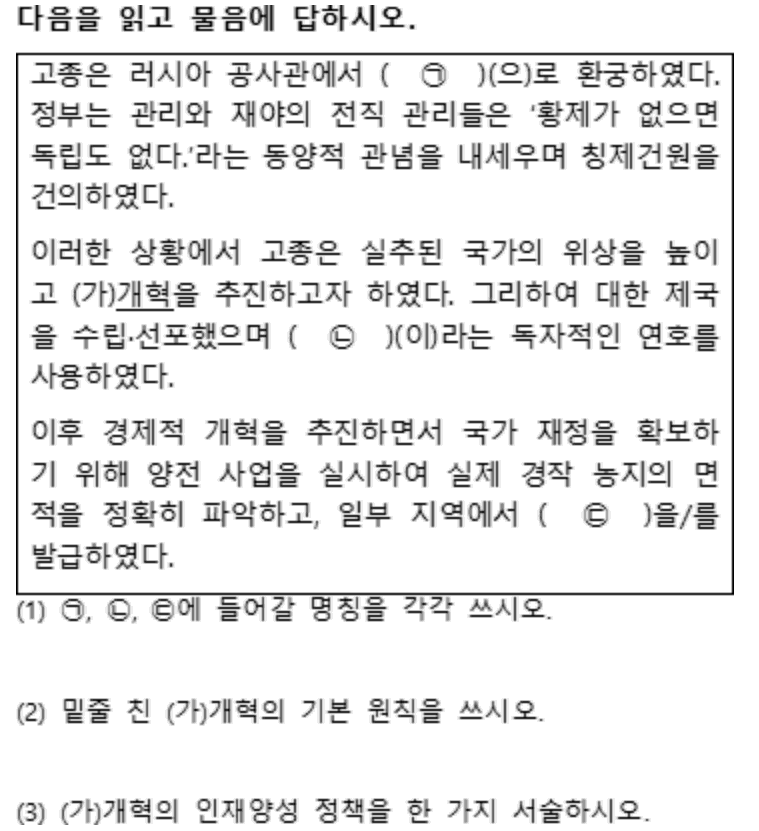 다음을 읽고 물음에 답하시오.
고종은 러시아 공사관에서 ( ㉠ )(으)로 환궁하였다.
정부는 관리와 재야의 전직 관리들은 '황제가 없으면
독립도 없다.'라는 동양적 관념을 내세우며 칭제건원을
건의하였다.
이러한 상황에서 고종은 실추된 국가의 위상을 높이
고 (가)개혁을 추진하고자 하였다. 그리하여 대한 제국
을 수립·선포했으며 ( ㉡ )(이)라는 독자적인 연호를
사용하였다.
이후 경제적 개혁을 추진하면서 국가 재정을 확보하
기 위해 양전 사업을 실시하여 실제 경작 농지의 면
적을 정확히 파악하고, 일부 지역에서 ( ㉢ )을/를
발급하였다.
(1) ㉠, ㉡, ㉢에 들어갈 명칭을 각각 쓰시오.
(2) 밑줄 친 (가)개혁의 기본 원칙을 쓰시오.
(3) (가)개혁의 인재양성 정책을 한 가지 서술하시오.